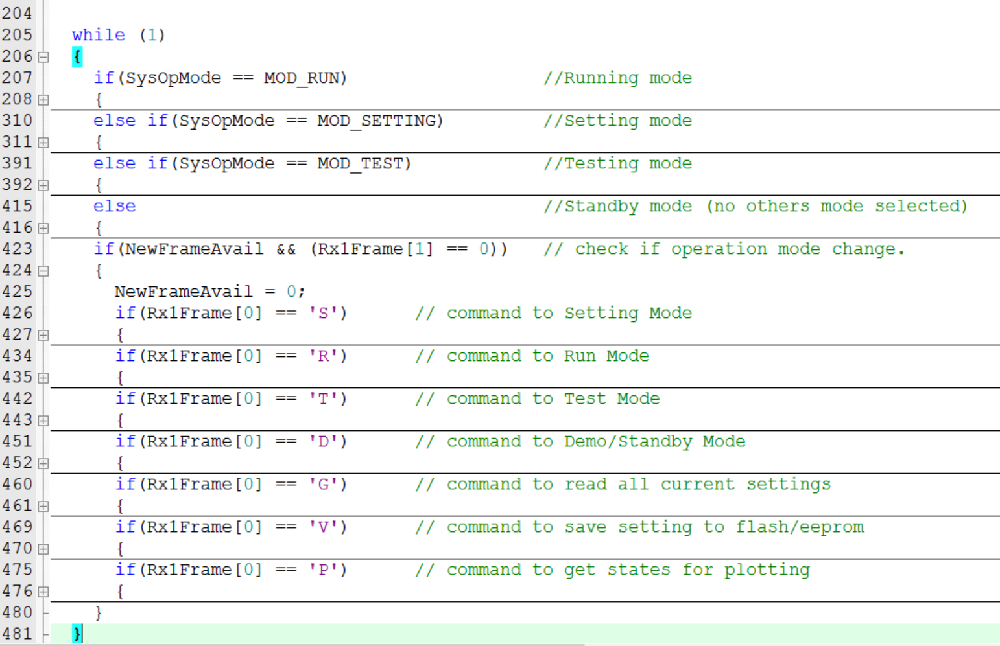 204
205 while (1)
206 {
207 if(SysOpMode == MOD_RUN) //Running mode
208 {
310 else if(SysOpMode == MOD_SETTING) //Setting mode
311 {
391 else if(SysOpMode == MOD_TEST) //Testing mode
392 {
415 else //Standby mode (no others mode selected)
416 {
423 if(NewFrameAvail && (Rx1Frame[1] == 0)) // check if operation mode change.
424 {
425 NewFrameAvail = 0;
426 if(Rx1Frame[0] == 'S') // command to Setting Mode
427 {
434 if(Rx1Frame[0] == 'R') // command to Run Mode
435 {
442 if(Rx1Frame[0] == 'T') // command to Test Mode
443 {
451 if(Rx1Frame[0] == 'D') // command to Demo/Standby Mode
452 {
460 if(Rx1Frame[0] == 'G') // command to read all current settings
461 {
469 if(Rx1Frame[0] == 'V') // command to save setting to flash/eeprom
470 {
475 if(Rx1Frame[0] == 'P') // command to get states for plotting
476 {
480 }
481 }